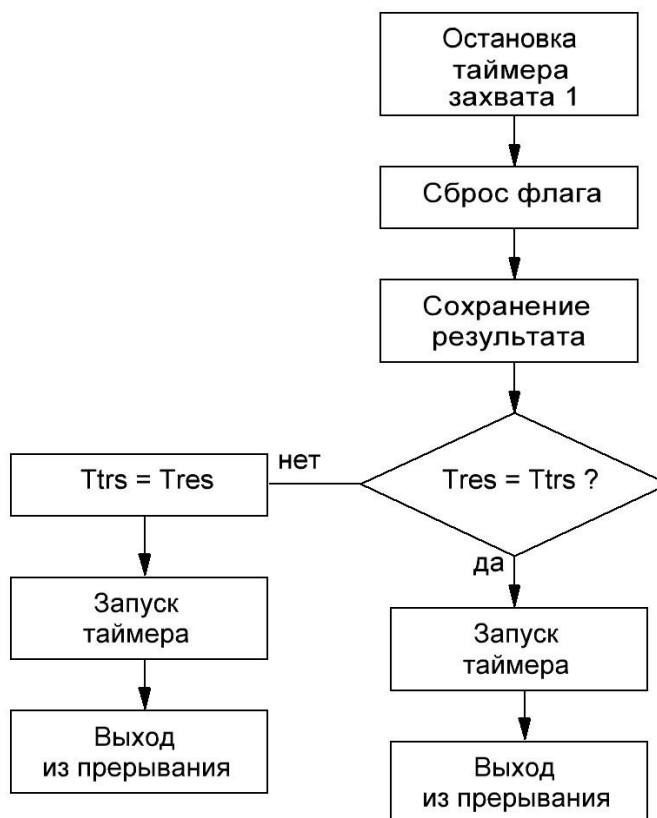 Остановка
таймера
захвата 1
Сброс флага
Сохранение
результата
Tres = Ttrs ?
нет
Ttrs = Tres
да
Запуск
таймера
Выход
из прерывания
Запуск
таймера
Выход
из прерывания